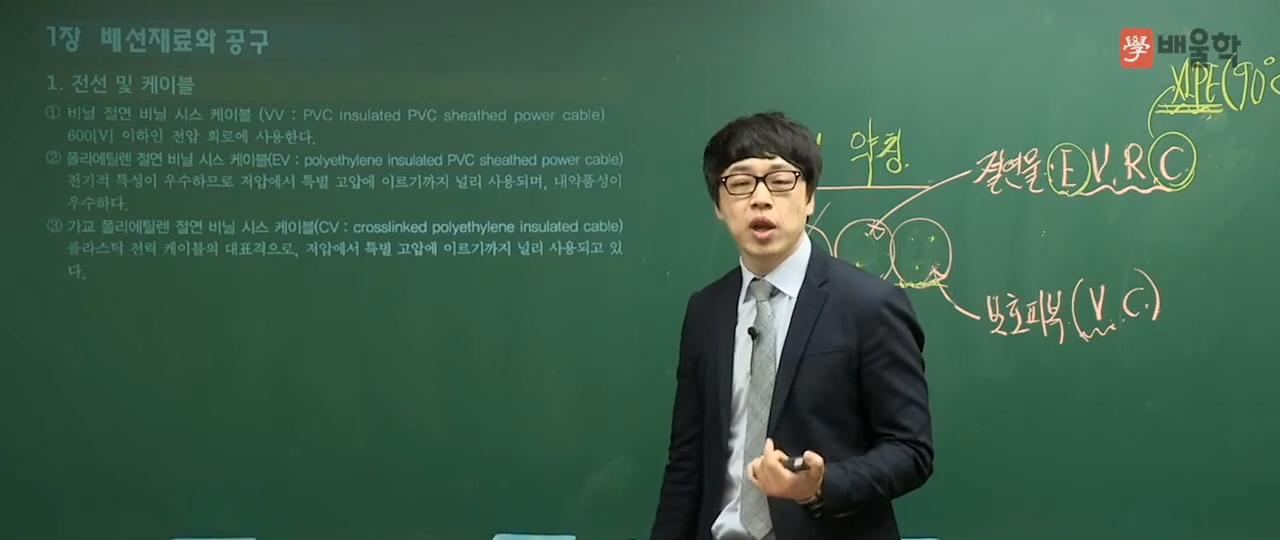 1장 배선재료와 공구
1. 전선 및 케이블
① 비닐 절연 비닐 시스 케이블 (VV : PVC insulated PVC sheathed power cable)
600[V] 이하인 전압 회로에 사용한다.
② 폴리에틸렌 절연 비닐 시스 케이블(EV : polyethylene insulated PVC sheathed power cable)
전기적 특성이 우수하므로 저압에서 특별 고압에 이르기까지 널리 사용되며, 내약품성이
우수하다.
③ 가교 폴리에틸렌 절연 비닐 시스 케이블(CV : crosslinked polyethylene insulated cable)
플라스틱 전력 케이블의 대표격으로, 저압에서 특별 고압에 이르기까지 널리 사용되고 있
다.
學 배울학
XLPE(90°C
약칭.
절연물 E V. R. C
보호피복. (V. C.)